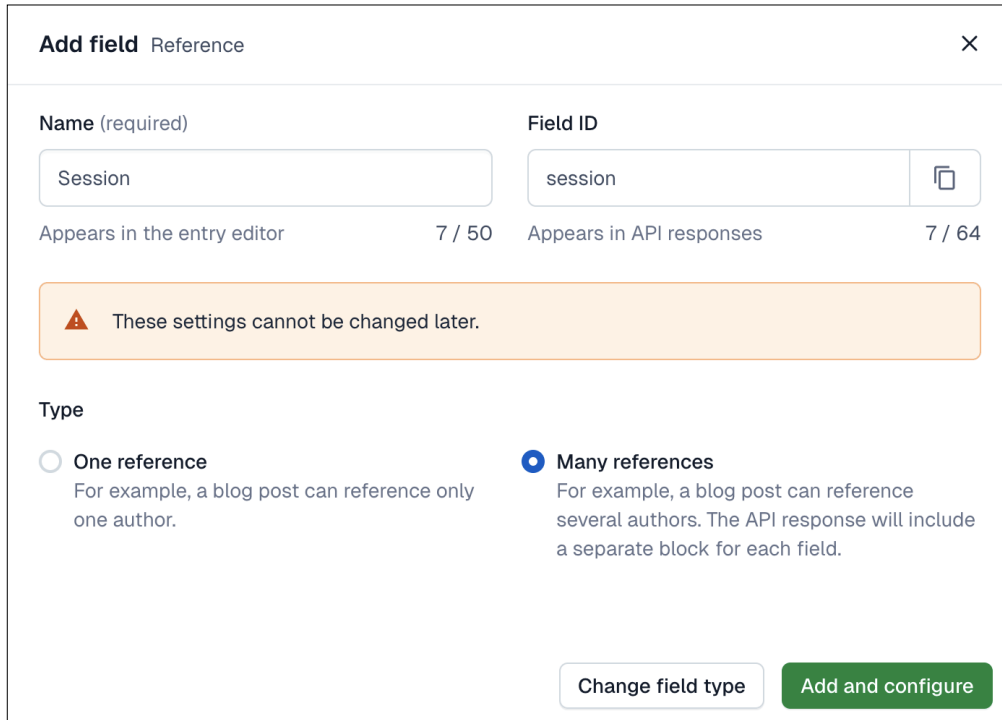 Add field Reference
Name (required)
Session
Appears in the entry editor 7 / 50
Field ID
session
Appears in API responses 7 / 64
These settings cannot be changed later.
Type
One reference
For example, a blog post can reference only
one author.
Many references
For example, a blog post can reference
several authors. The API response will include
a separate block for each field.
Change field type
Add and configure